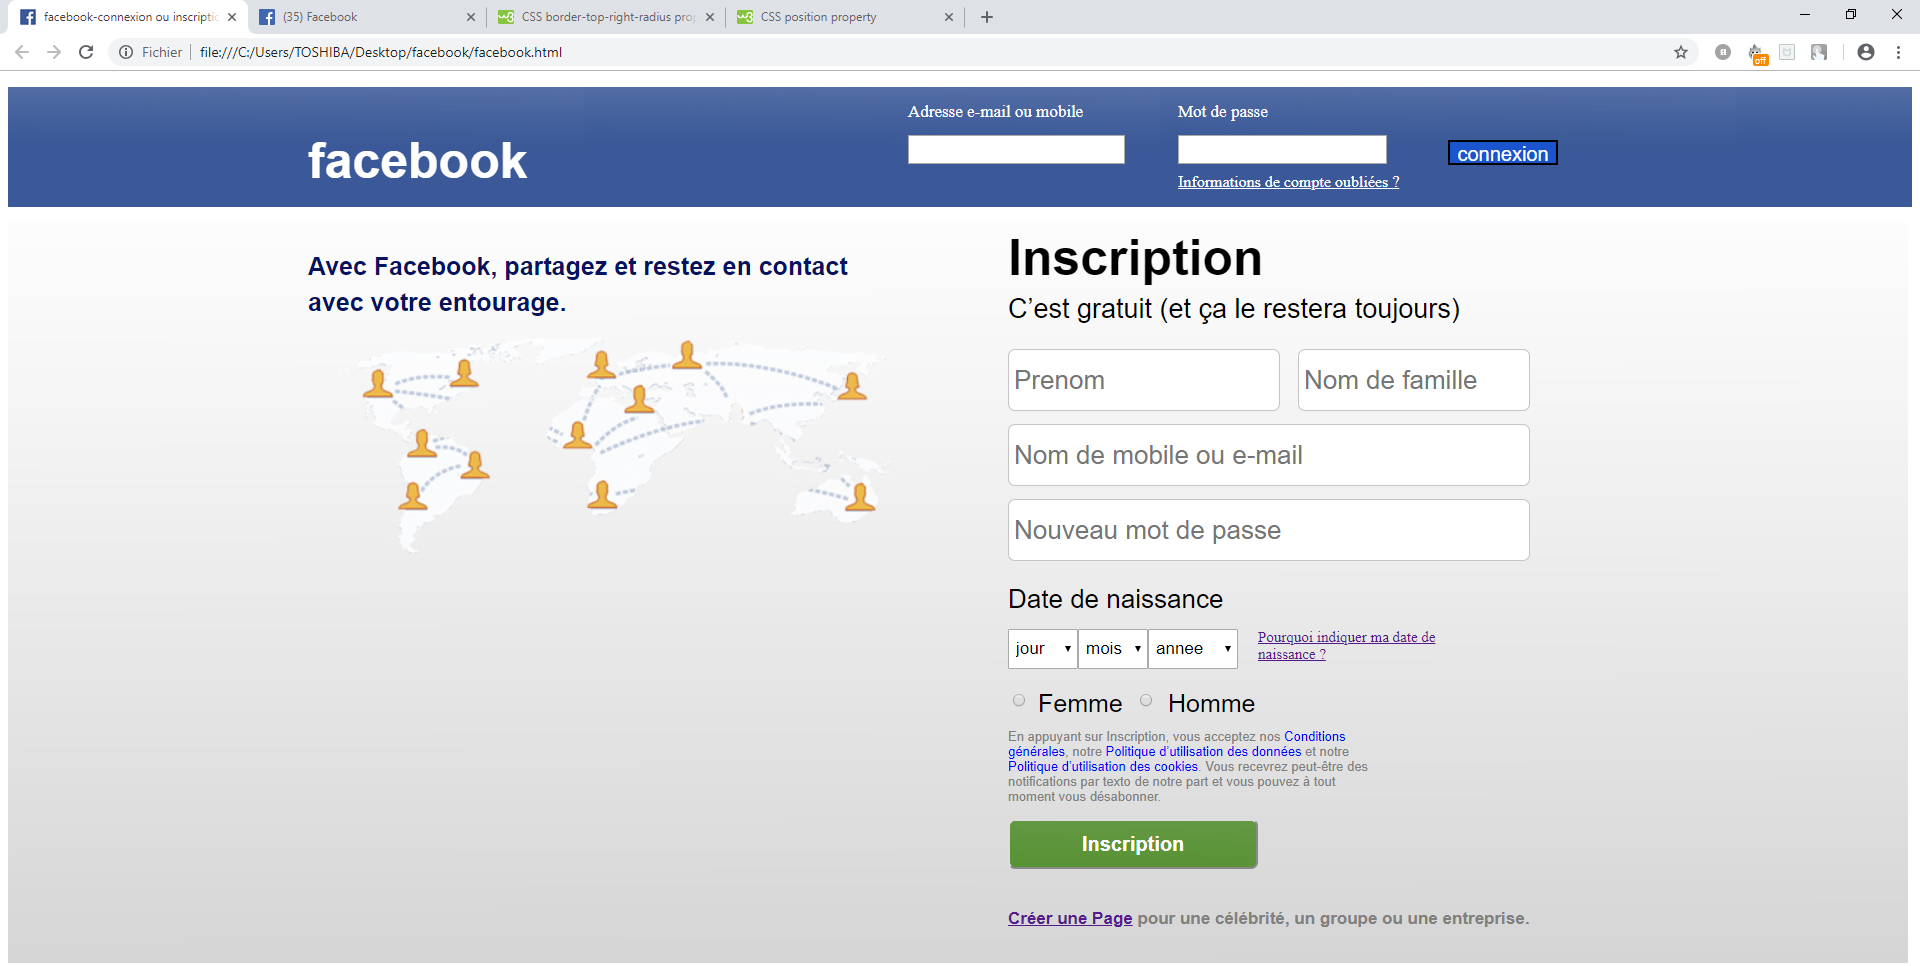 facebook-connexion ou inscripti
(35) Facebook
CSS border-top-right-radius pro
CSS position property
Fichier
file:///C:/Users/TOSHIBA/Desktop/facebook/facebook.html
off
Adresse e-mail ou mobile
Mot de passe
facebook
connexion
Informations de compte oubliées ?
Avec Facebook, partagez et restez en contact
avec votre entourage.
Inscription
C’est gratuit (et ça le restera toujours)
Prenom
Nom de famille
Nom de mobile ou e-mail
Nouveau mot de passe
Date de naissance
jour
mois
annee
Pourquoi indiquer ma date de
naissance ?
Femme
Homme
En appuyant sur Inscription, vous acceptez nos Conditions
générales, notre Politique d’utilisation des données et notre
Politique d’utilisation des cookies. Vous recevrez peut-être des
notifications par texto de notre part et vous pouvez à tout
moment vous désabonner.
Inscription
Créer une Page pour une célébrité, un groupe ou une entreprise.